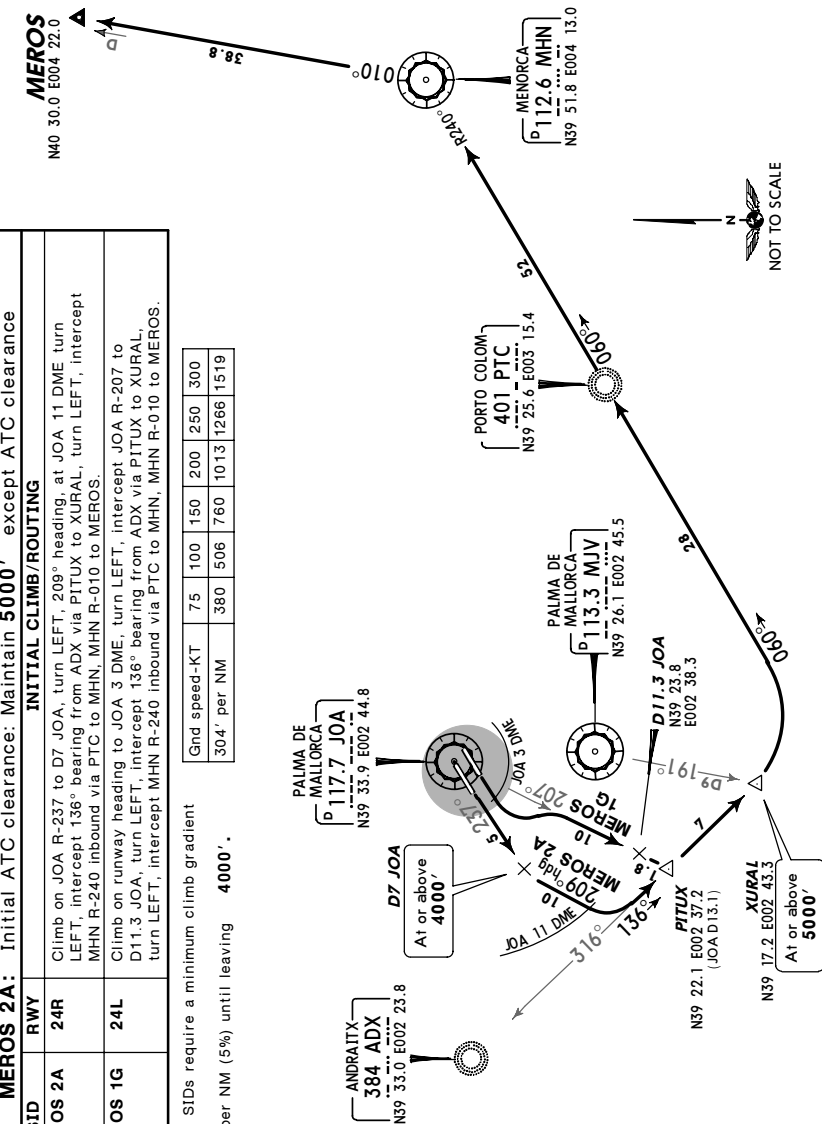 MEROS 2A: Initial ATC clearance: Maintain 5000' except ATC clearance
SID RWY INITIAL CLIMB/ROUTING
OS 2A 24R Climb on JOA R-237 to D7 JOA, turn LEFT, 209° heading, at JOA 11 DME turn
LEFT, intercept 136° bearing from ADX via PITUX to XURAL, turn LEFT, intercept
MHN R-240 inbound via PTC to MHN, MHN R-010 to MEROS.
OS 1G 24L Climb on runway heading to JOA 3 DME, turn LEFT, intercept JOA R-207 to
D11.3 JOA, turn LEFT, intercept 136° bearing from ADX via PITUX to XURAL,
turn LEFT, intercept MHN R-240 inbound via PTC to MHN, MHN R-010 to MEROS.
SIDs require a minimum climb gradient
per NM (5%) until leaving 4000'.
Gnd speed-KT 75 100 150 200 250 300
304' per NM 380 506 760 1013 1266 1519
MEROS
N40 30.0 E004 22.0
D
38.8
010°
MENORCA
D 112.6 MHN
N39 51.8 E004 13.0
R240°
52
060°
PORTO COLOM
401 PTC
N39 25.6 E003 15.4
28
060°
PALMA DE
MALLORCA
D 117.7 JOA
N39 33.9 E002 44.8
JOA 3 DME
PALMA DE
MALLORCA
D 113.3 MJV
N39 26.1 E002 45.5
D11.3 JOA
N39 23.8
E002 38.3
D9 191°
207°
MEROS
1G
10
5
237°
D7 JOA
At or above
4000'
MEROS 2A
209° hdg
10
JOA 11 DME
1.8
136°
316°
7
PITUX
N39 22.1 E002 37.2
(JOA D13.1)
XURAL
N39 17.2 E002 43.3
At or above
5000'
ANDRAITX
384 ADX
N39 33.0 E002 23.8
N
NOT TO SCALE